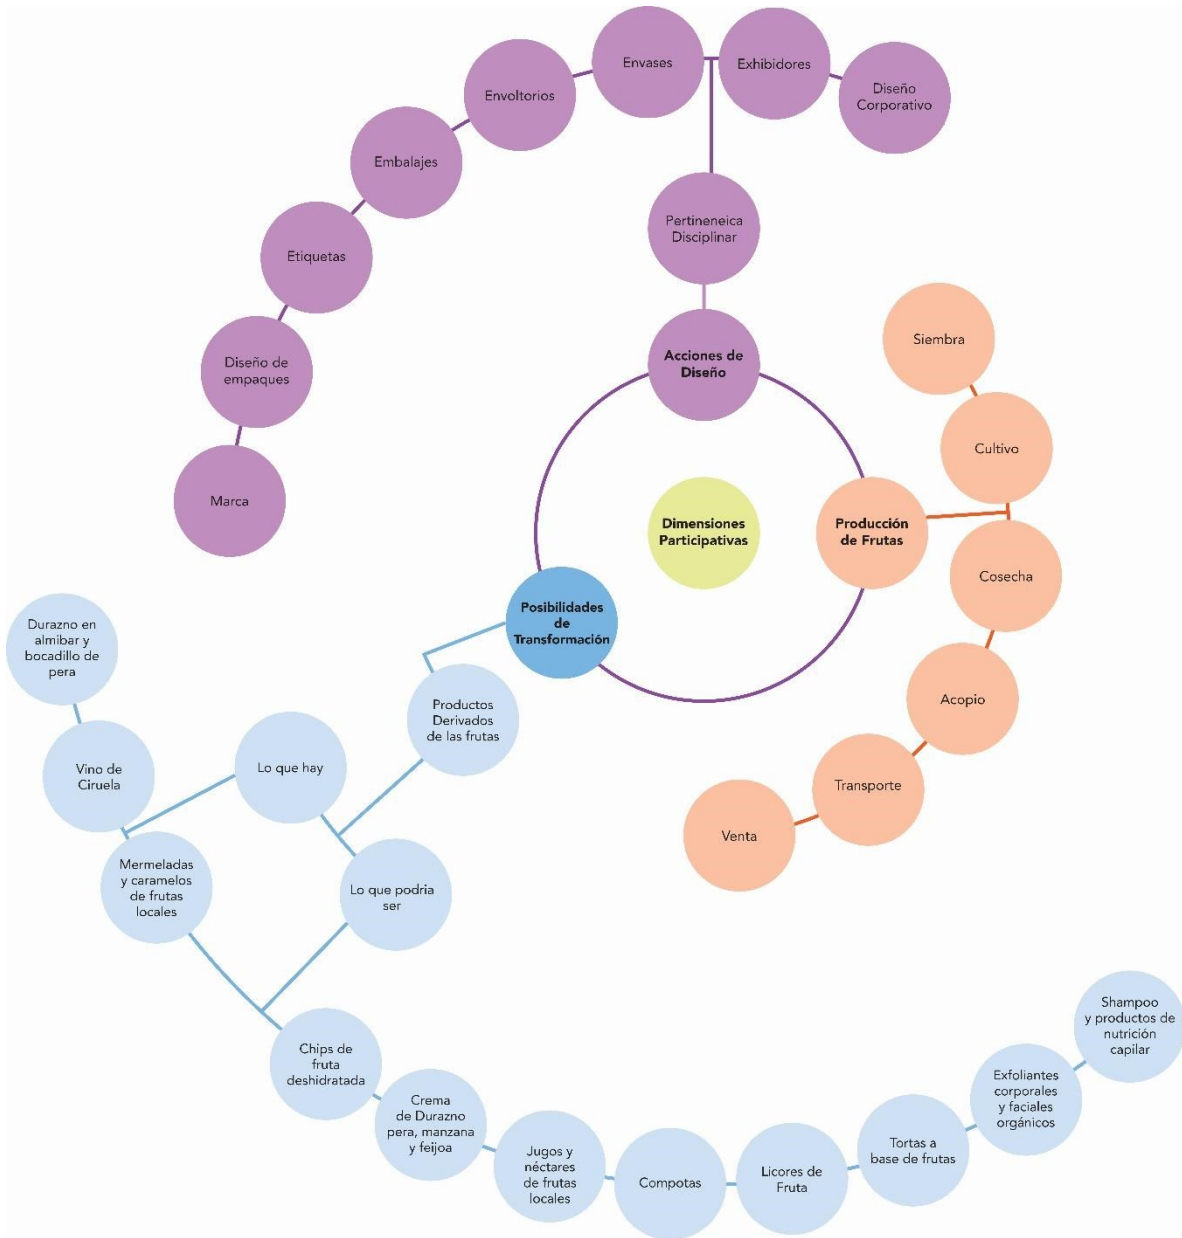 Envases
Exhibidores
Diseño
Corporativo
Envoltorios
Embalajes
Etiquetas
Diseño de
empaques
Marca
Pertineneica
Disciplinar
Acciones de
Diseño
Dimensiones
Participativas
Producción
de Frutas
Siembra
Cultivo
Cosecha
Acopio
Transporte
Venta
Posibilidades
de
Transformación
Productos
Derivados
de las frutas
Lo que hay
Lo que podria
ser
Durazno en
almibar y
bocadillo de
pera
Vino de
Ciruela
Mermeladas
y caramelos
de frutas
locales
Chips de
fruta
deshidratada
Crema
de Durazno
pera, manzana
y feijoa
Jugos y
néctares
de frutas
locales
Compotas
Licores de
Fruta
Tortas a
base de frutas
Exfoliantes
corporales
y faciales
orgánicos
Shampoo
y productos de
nutrición
capilar